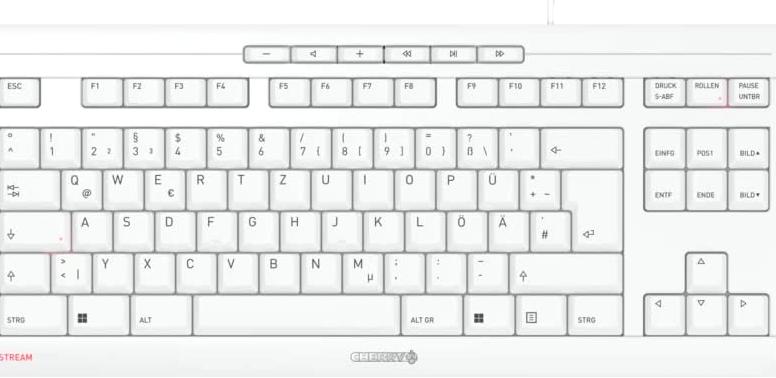 − + 
ESC F1 F2 F3 F4 F5 F6 F7 F8 F9 F10 F11 F12 DRUCK S-ABF ROLLEN PAUSE UNTBR
° ^ ! 1 " 2 ² § 3 ³ $ 4 % 5 & 6 / 7 { ( 8 [ ) 9 ] = 0 } ? ß \ EINFG POS1 BILD▲
Q @ W E € R T Z U I O P Ü * + ~ ENTF ENDE BILD▼
A S D F G H J K L Ö Ä ' #
> < | Y X C V B N M µ ; , : . _ -
STRG ALT ALT GR STRG
STREAM CHERRY